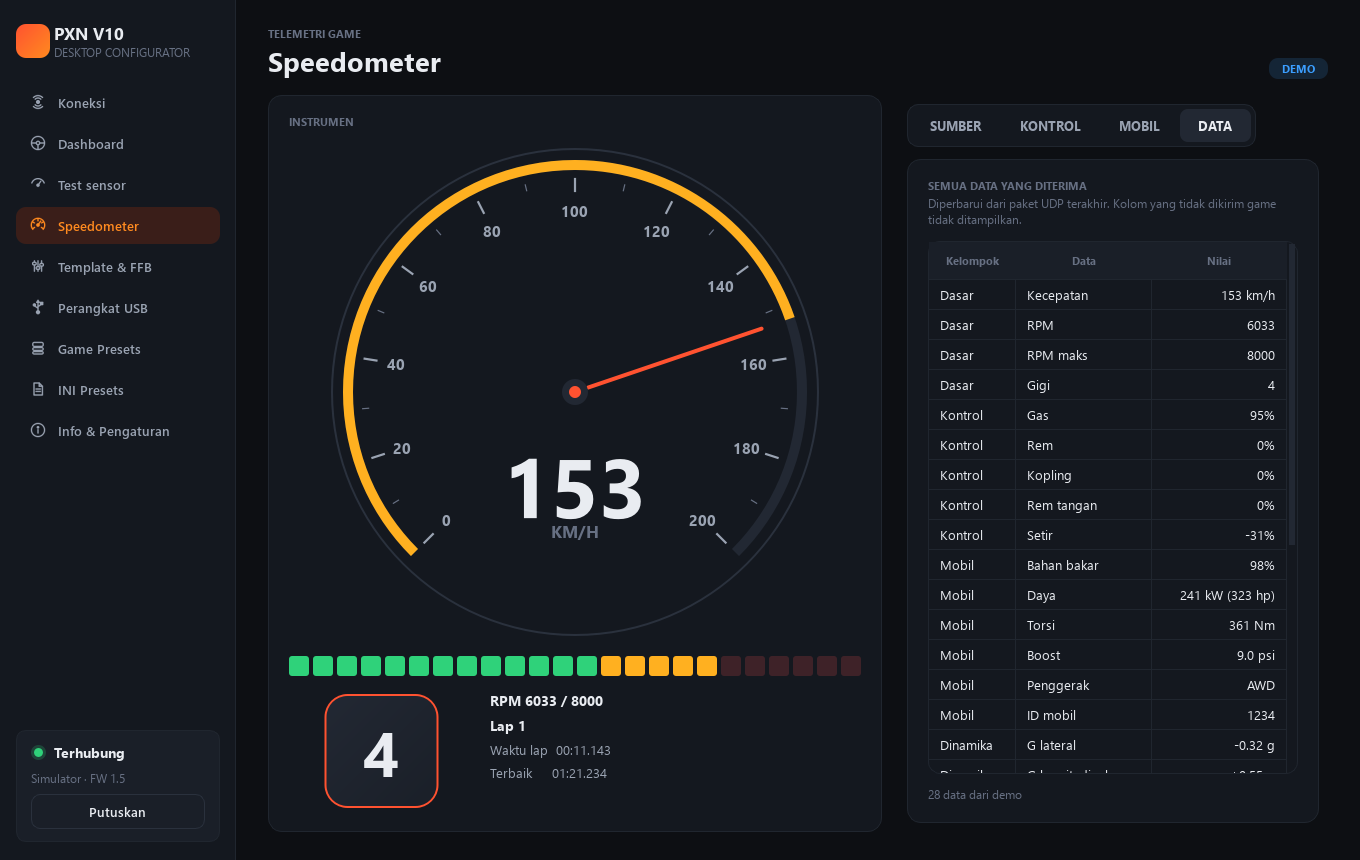 PXN V10
DESKTOP CONFIGURATOR
Koneksi
Dashboard
Test sensor
Speedometer
Template & FFB
Perangkat USB
Game Presets
INI Presets
Info & Pengaturan
Terhubung
Simulator · FW 1.5
Putuskan
TELEMETRI GAME
Speedometer
DEMO
INSTRUMEN
0
20
40
60
80
100
120
140
160
180
200
153
KM/H
4
RPM 6033 / 8000
Lap 1
Waktu lap 00:11.143
Terbaik 01:21.234
SUMBER KONTROL MOBIL DATA
SEMUA DATA YANG DITERIMA
Diperbarui dari paket UDP terakhir. Kolom yang tidak dikirim game
tidak ditampilkan.
Kelompok Data Nilai
Dasar Kecepatan 153 km/h
Dasar RPM 6033
Dasar RPM maks 8000
Dasar Gigi 4
Kontrol Gas 95%
Kontrol Rem 0%
Kontrol Kopling 0%
Kontrol Rem tangan 0%
Kontrol Setir -31%
Mobil Bahan bakar 98%
Mobil Daya 241 kW (323 hp)
Mobil Torsi 361 Nm
Mobil Boost 9.0 psi
Mobil Penggerak AWD
Mobil ID mobil 1234
Dinamika G lateral -0.32 g
28 data dari demo